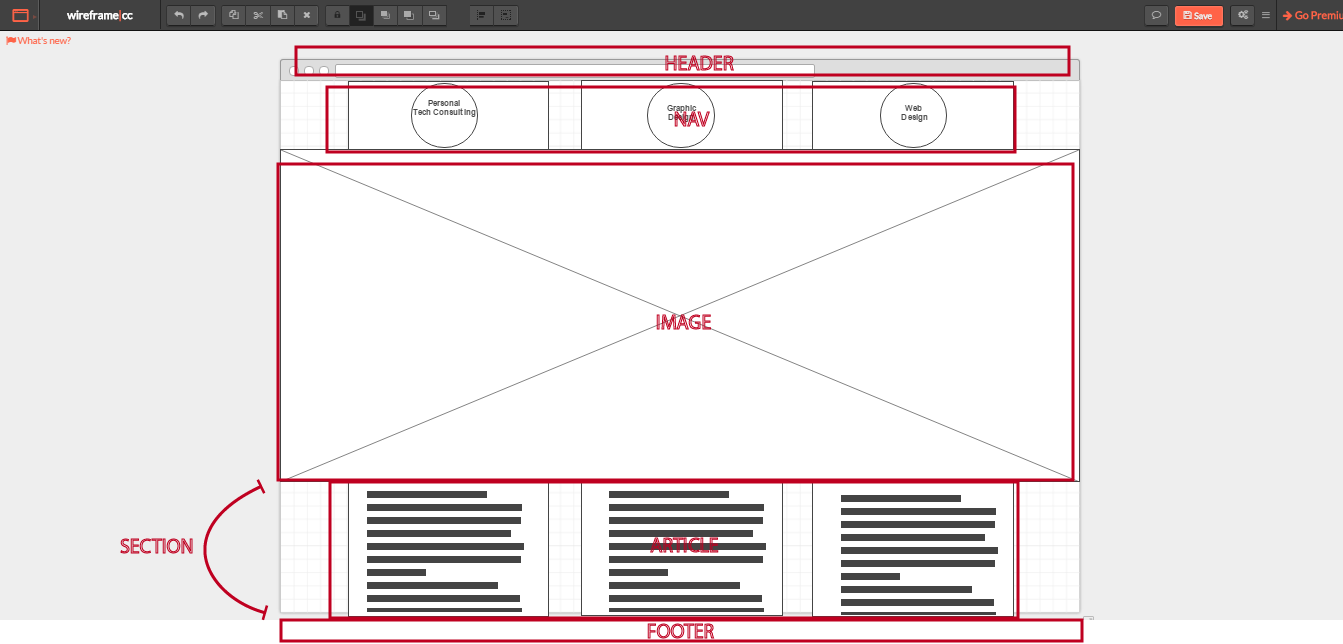 wireframe|cc
Save
Go Premiu
What's new?
HEADER
Personal
Tech Consulting
Graphic
Design
Web
Design
NAV
IMAGE
SECTION
ARTICLE
FOOTER